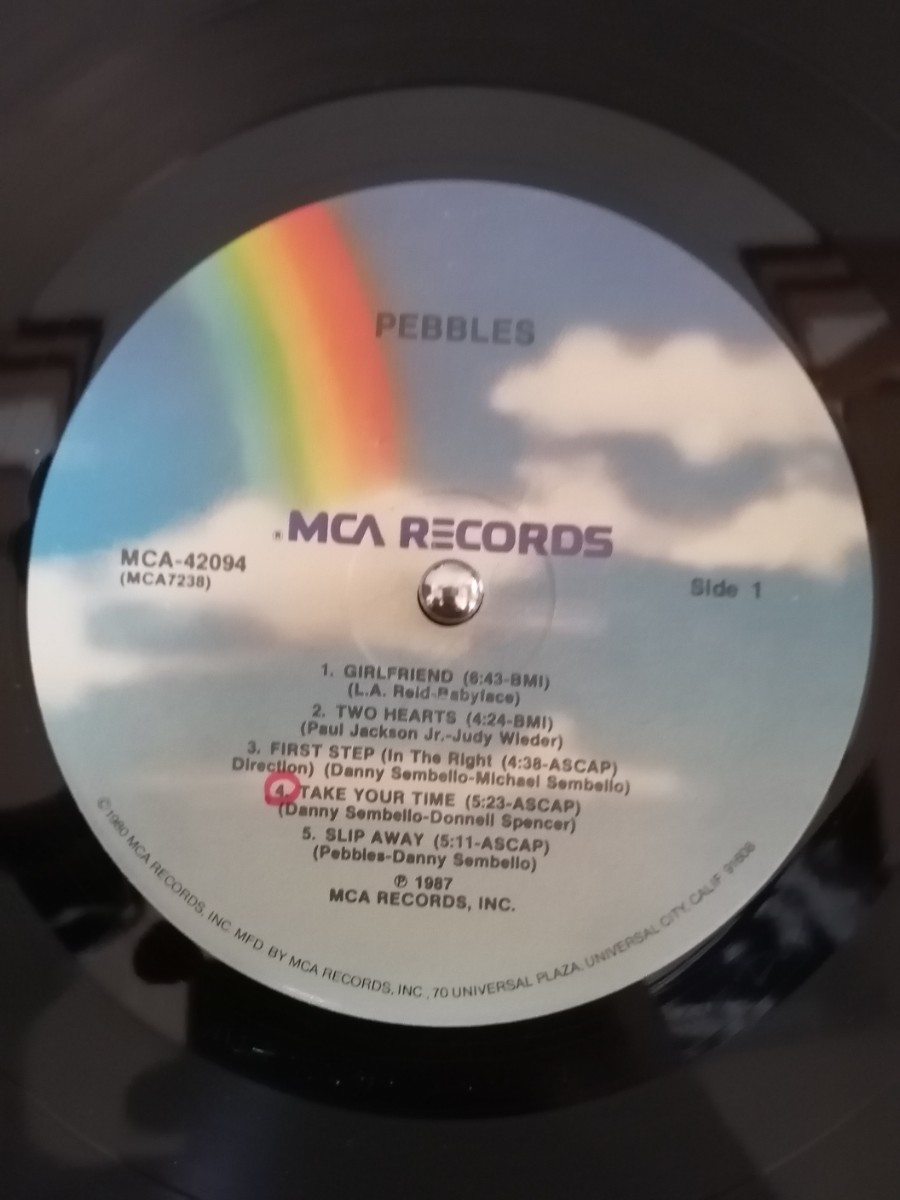 PEBBLES
® MCA RECORDS
MCA-42094
(MCA7238)
Side 1
1. GIRLFRIEND (6:43-BMI)
(L.A. Reid-Babyface)
2. TWO HEARTS (4:24-BMI)
(Paul Jackson Jr.-Judy Wieder)
3. FIRST STEP (In The Right (4:38-ASCAP)
Direction) (Danny Sembello-Michael Sembello)
4. TAKE YOUR TIME (5:23-ASCAP)
(Danny Sembello-Donnell Spencer)
5. SLIP AWAY (5:11-ASCAP)
(Pebbles-Danny Sembello)
℗ 1987
MCA RECORDS, INC.
©1980 MCA RECORDS, INC. MFD. BY MCA RECORDS, INC., 70 UNIVERSAL PLAZA, UNIVERSAL CITY, CALIF. 91608